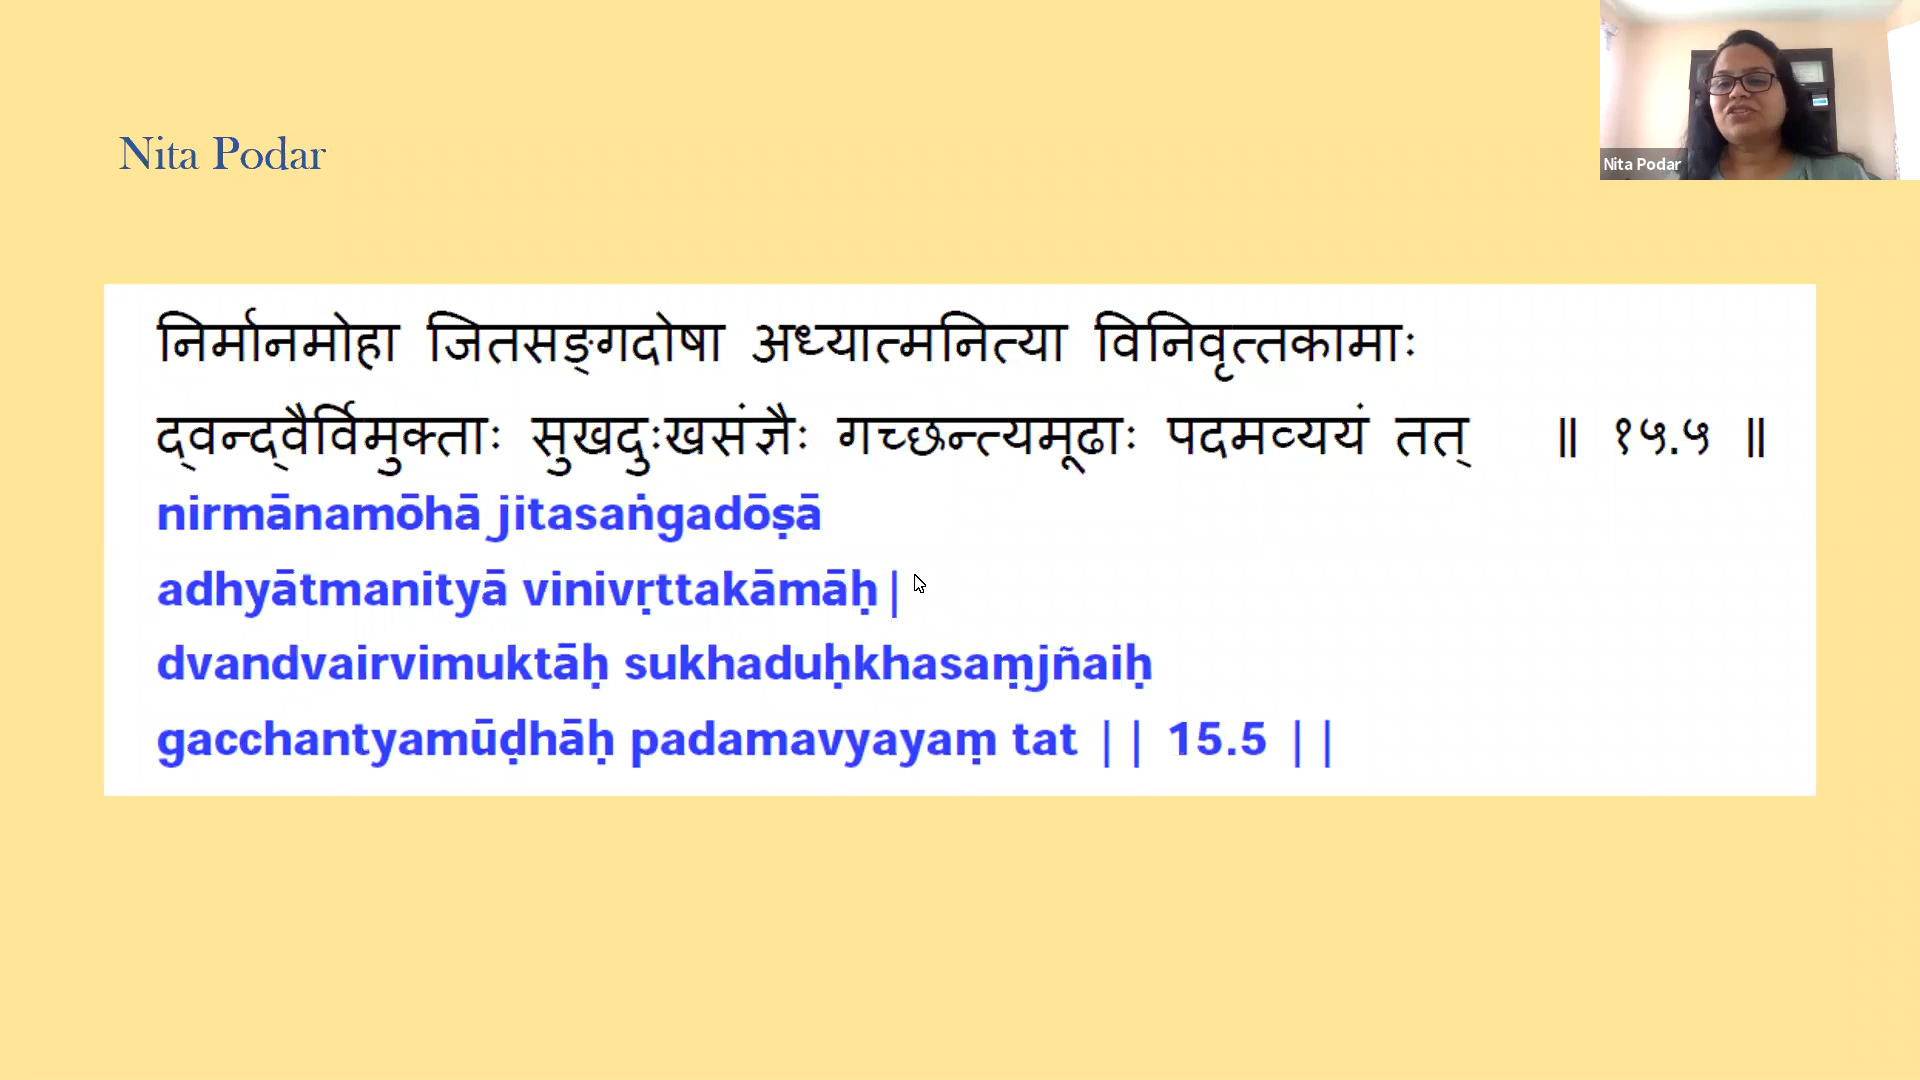 Nita Podar
Nita Podar
निर्मानमोहा जितसङ्गदोषा अध्यात्मनित्या विनिवृत्तकामाः
द्वन्द्वैर्विमुक्ताः सुखदुःखसंज्ञैः गच्छन्त्यमूढाः पदमव्ययं तत् ॥ १५.५ ॥
nirmānamōhā jitasaṅgadōṣā
adhyātmanityā vinivṛttakāmāḥ|
dvandvairvimuktāḥ sukhaduḥkhasaṃjñaiḥ
gacchantyamūḍhāḥ padamavyayaṃ tat || 15.5 ||